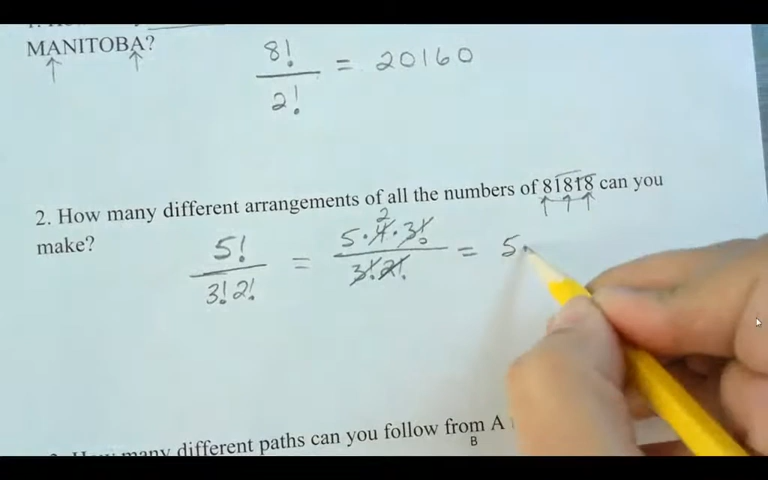 MANITOBA?
8!
2!
= 20160
2. How many different arrangements of all the numbers of 81818 can you
make?
5!
3!2!
=
2
5·4·3!
3!2!
= 5·
many different paths can you follow from A
B